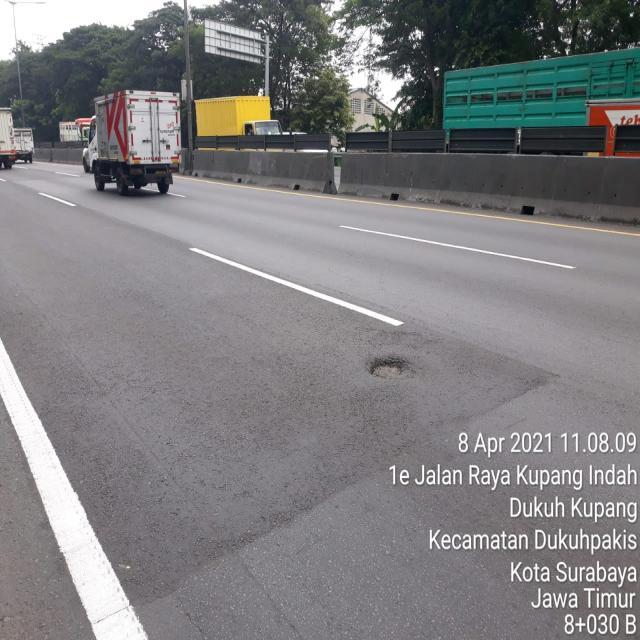 8 Apr 2021 11.08.09
1e Jalan Raya Kupang Indah
Dukuh Kupang
Kecamatan Dukuhpakis
Kota Surabaya
Jawa Timur
8+030 B